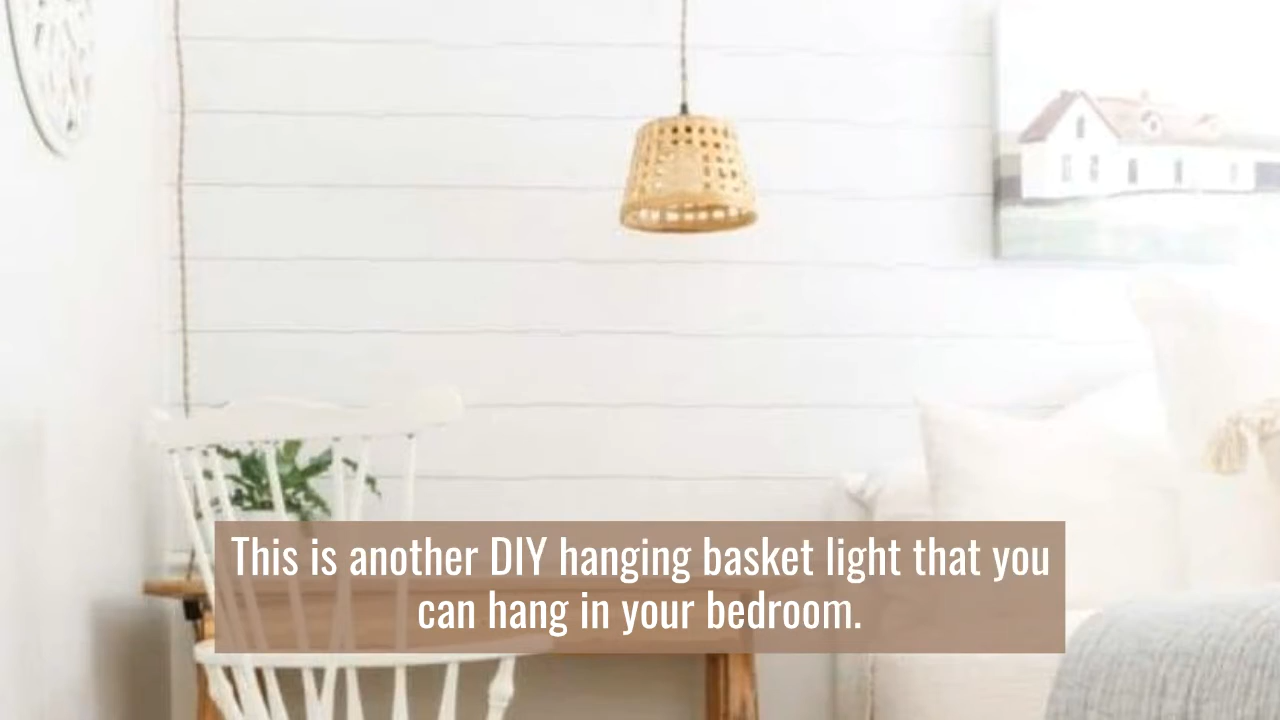 This is another DIY hanging basket light that you
can hang in your bedroom.